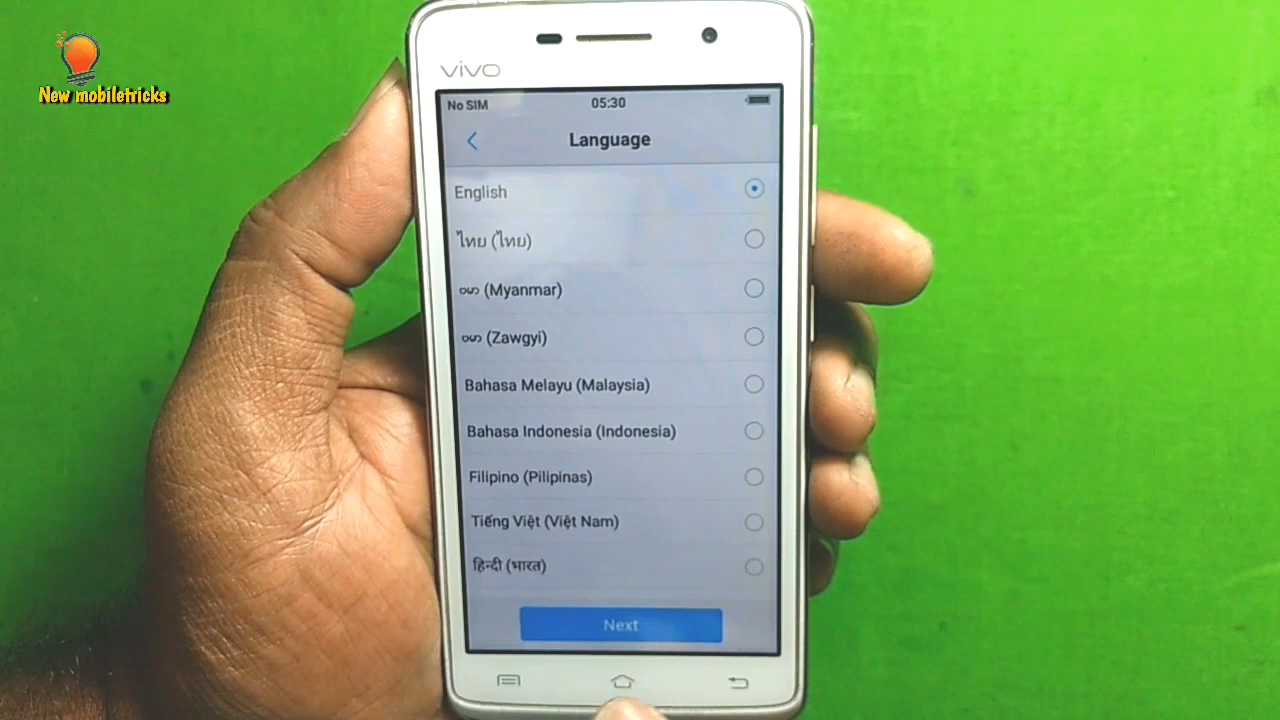 New mobiletricks
vivo
No SIM 05:30
Language
English
ไทย (ไทย)
ဗမာ (Myanmar)
ဗမာ (Zawgyi)
Bahasa Melayu (Malaysia)
Bahasa Indonesia (Indonesia)
Filipino (Pilipinas)
Tiếng Việt (Việt Nam)
हिन्दी (भारत)
Next